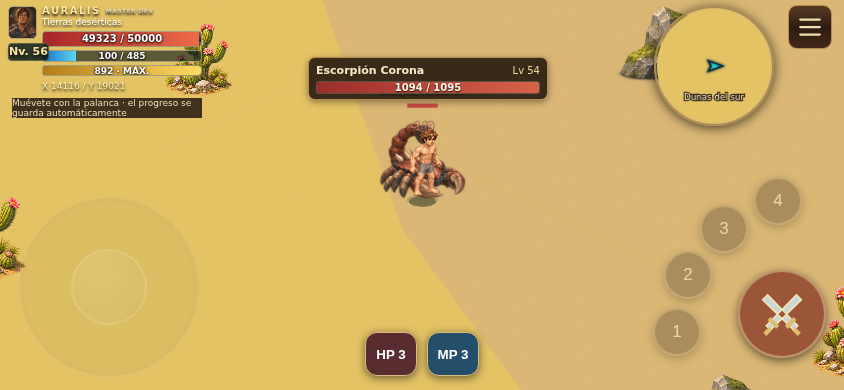 AURALIS MASTER DEV
Tierras desérticas
49323 / 50000
Nv. 56
100 / 485
892 · MÁX.
X 14116 / Y 19021
Muévete con la palanca · el progreso se
guarda automáticamente
Escorpión Corona
Lv 54
1094 / 1095
Dunas del sur
4
3
2
1
HP 3
MP 3